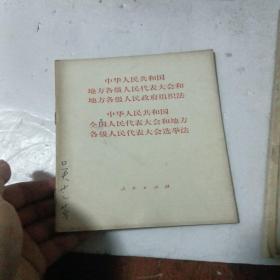 中华人民共和国
地方各级人民代表大会和
地方各级人民政府组织法
中华人民共和国
全国人民代表大会和地方
各级人民代表大会选举法
人民出版社